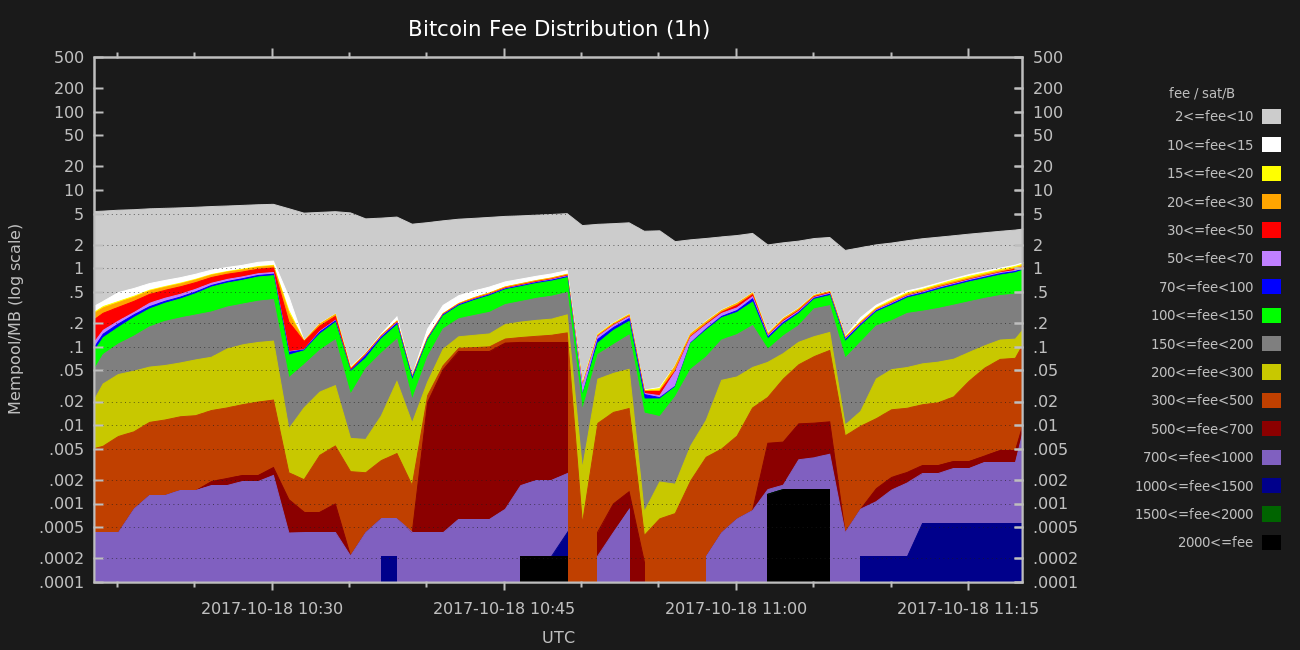 Bitcoin Fee Distribution (1h)
Mempool/MB (log scale)
500
200
100
50
20
10
5
2
1
.5
.2
.1
.05
.02
.01
.005
.002
.001
.0005
.0002
.0001
500
200
100
50
20
10
5
2
1
.5
.2
.1
.05
.02
.01
.005
.002
.001
.0005
.0002
.0001
2017-10-18 10:30
2017-10-18 10:45
2017-10-18 11:00
2017-10-18 11:15
UTC
fee / sat/B
2<=fee<10
10<=fee<15
15<=fee<20
20<=fee<30
30<=fee<50
50<=fee<70
70<=fee<100
100<=fee<150
150<=fee<200
200<=fee<300
300<=fee<500
500<=fee<700
700<=fee<1000
1000<=fee<1500
1500<=fee<2000
2000<=fee